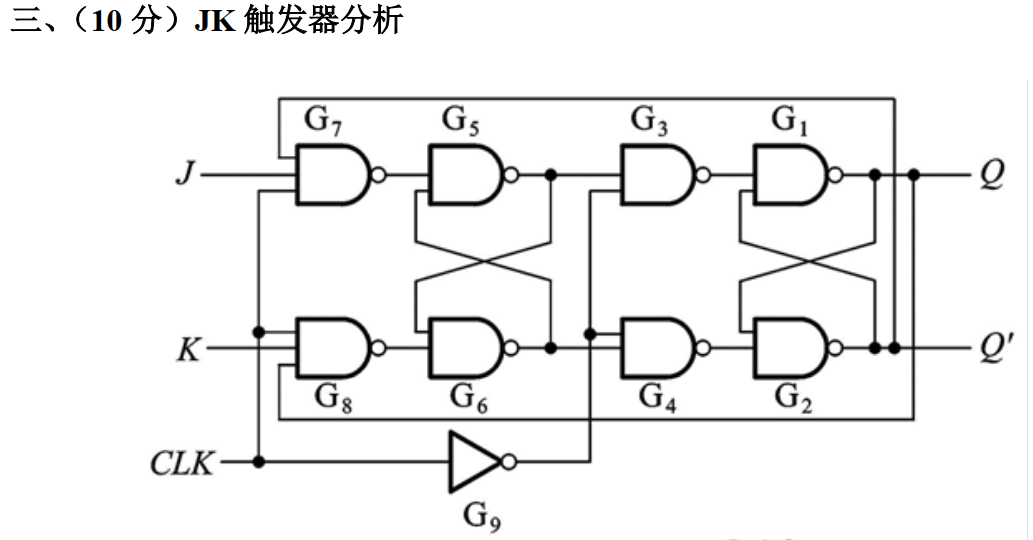 三、（10 分）JK 触发器分析
G₇ G₅ G₃ G₁
J Q
K Q'
G₈ G₆ G₄ G₂
CLK
G₉